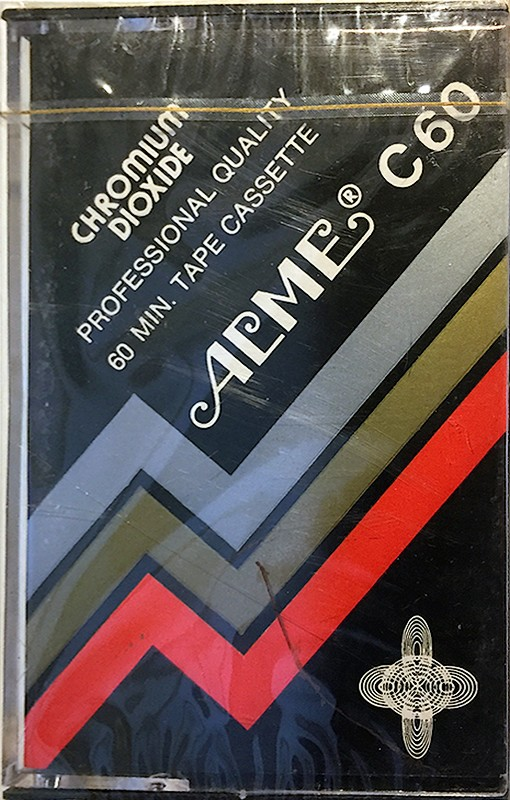 CHROMIUM
DIOXIDE
PROFESSIONAL QUALITY
60 MIN. TAPE CASSETTE
ACME® C60